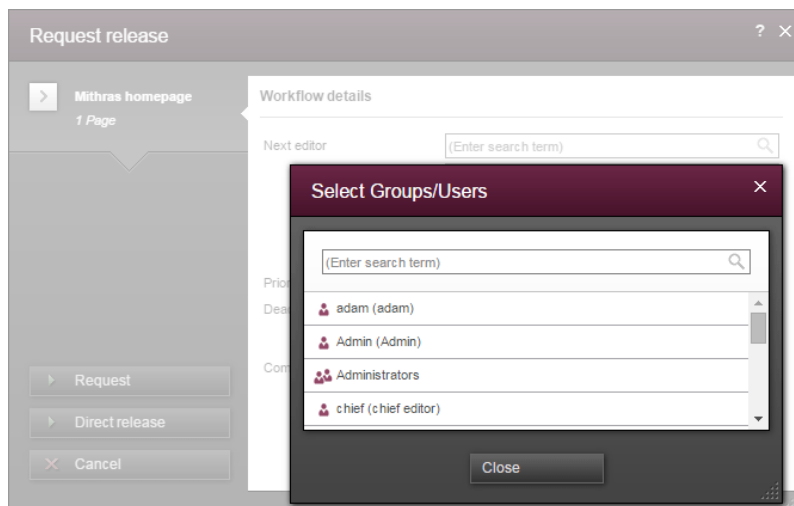 Request release
?
Mithras homepage
1 Page
Workflow details
Next editor
(Enter search term)
Select Groups/Users
(Enter search term)
adam (adam)
Admin (Admin)
Administrators
chief (chief editor)
Close
Request
Direct release
Cancel